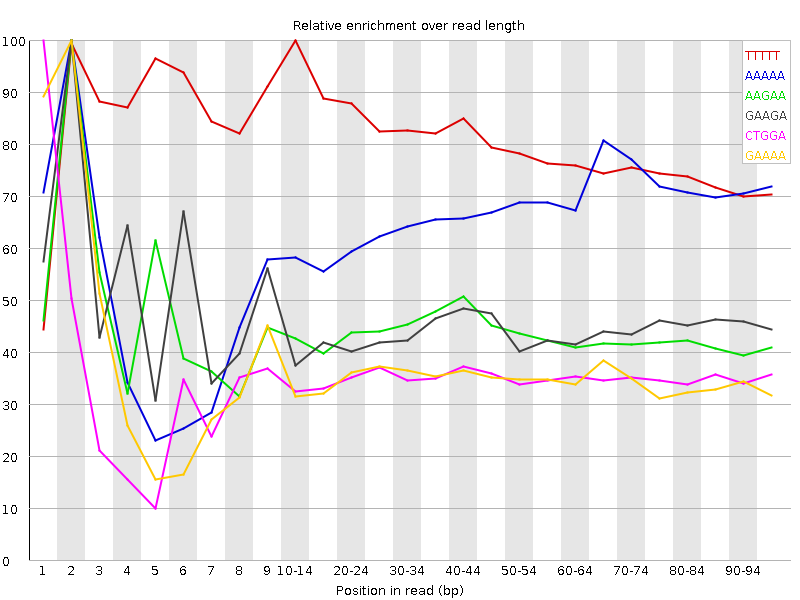 Relative enrichment over read length
100
90
80
70
60
50
40
30
20
10
0
TTTTT
AAAAA
AAGAA
GAAGA
CTGGA
GAAAA
1 2 3 4 5 6 7 8 9 10-14 20-24 30-34 40-44 50-54 60-64 70-74 80-84 90-94
Position in read (bp)